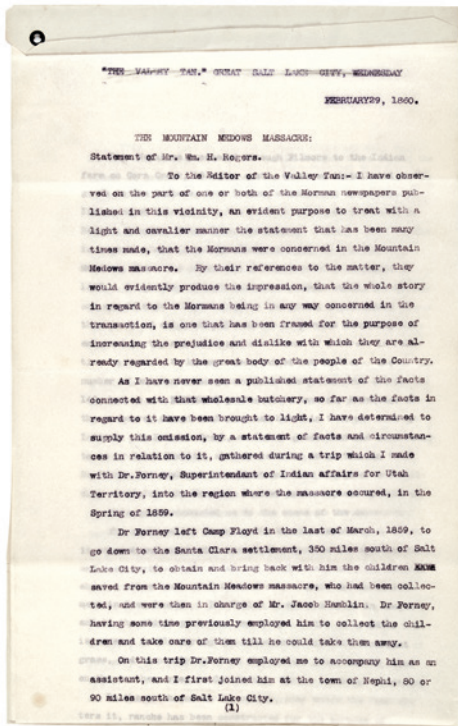 "THE VALLEY TAN." GREAT SALT LAKE CITY, WEDNESDAY
FEBRUARY29, 1860.
THE MOUNTAIN MEDOWS MASSACRE:
Statement of Mr. Wm. H. Rogers.
To the Editor of the Valley Tan:- I have obser-
ved on the part of one or both of the Morman newspapers pub-
lished in this vicinity, an evident purpose to treat with a
light and cavalier manner the statement that has been many
times made, that the Mormans were concerned in the Mountain
Medows massacre. By their references to the matter, they
would evidently produce the impression, that the whole story
in regard to the Mormans being in any way concerned in the
transaction, is one that has been framed for the purpose of
increasing the prejudice and dislike with which they are al-
ready regarded by the great body of the people of the Country.
As I have never seen a published statement of the facts
connected with that wholesale butchery, so far as the facts in
regard to it have been brought to light, I have determined to
supply this omission, by a statement of facts and circumstan-
ces in relation to it, gathered during a trip which I made
with Dr.Forney, Superintendant of Indian affairs for Utah
Territory, into the region where the massacre occured, in the
Spring of 1859.
Dr Forney left Camp Floyd in the last of March, 1859, to
go down to the Santa Clara settlement, 350 miles south of Salt
Lake City, to obtain and bring back with him the children
saved from the Mountain Meadows massacre, who had been collec-
ted, and were then in charge of Mr. Jacob Hamblin. Dr Forney,
having some time previously employed him to collect the chil-
dren and take care of them till he could take them away.
On this trip Dr.Forney employed me to accompany him as an
assistant, and I first joined him at the town of Nephi, 80 or
90 miles south of Salt Lake City.
(1)